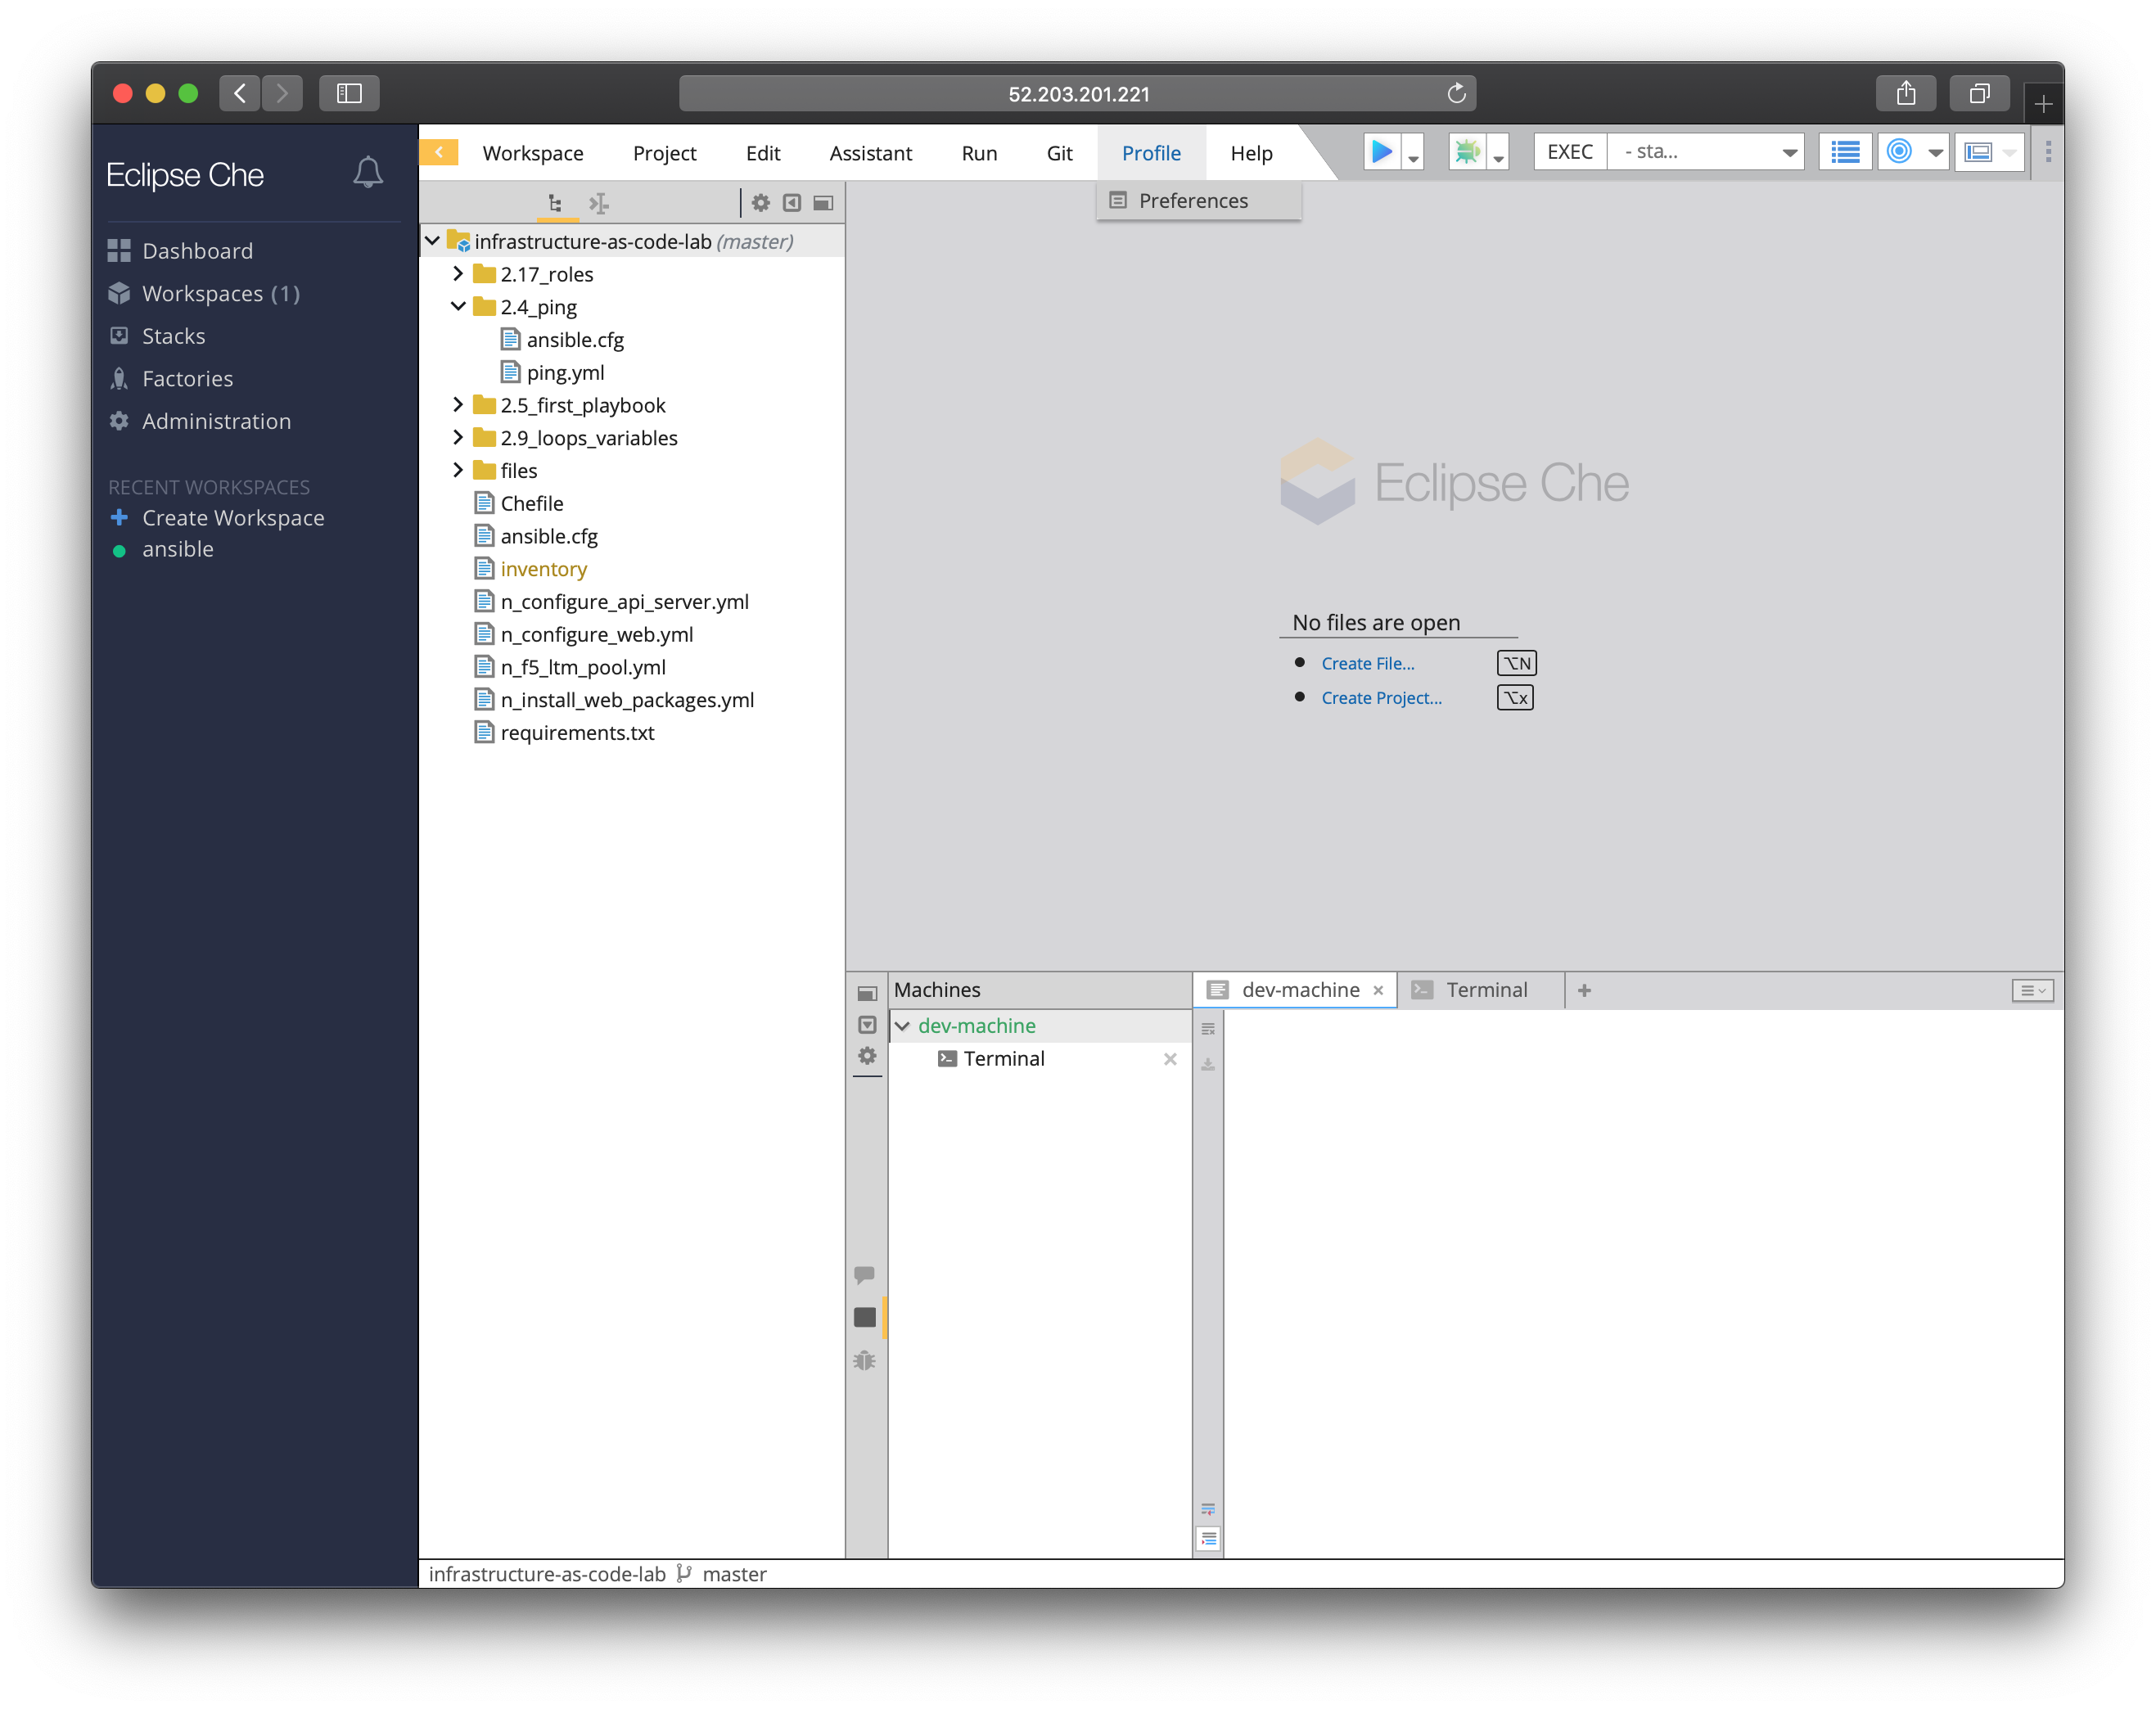 52.203.201.221
Eclipse Che
Workspace Project Edit Assistant Run Git Profile Help
EXEC - sta...
Preferences
Dashboard
Workspaces (1)
Stacks
Factories
Administration
RECENT WORKSPACES
Create Workspace
ansible
infrastructure-as-code-lab (master)
2.17_roles
2.4_ping
ansible.cfg
ping.yml
2.5_first_playbook
2.9_loops_variables
files
Chefile
ansible.cfg
inventory
n_configure_api_server.yml
n_configure_web.yml
n_f5_ltm_pool.yml
n_install_web_packages.yml
requirements.txt
Eclipse Che
No files are open
Create File... ⌥N
Create Project... ⌥x
Machines
dev-machine
Terminal
dev-machine Terminal
infrastructure-as-code-lab master